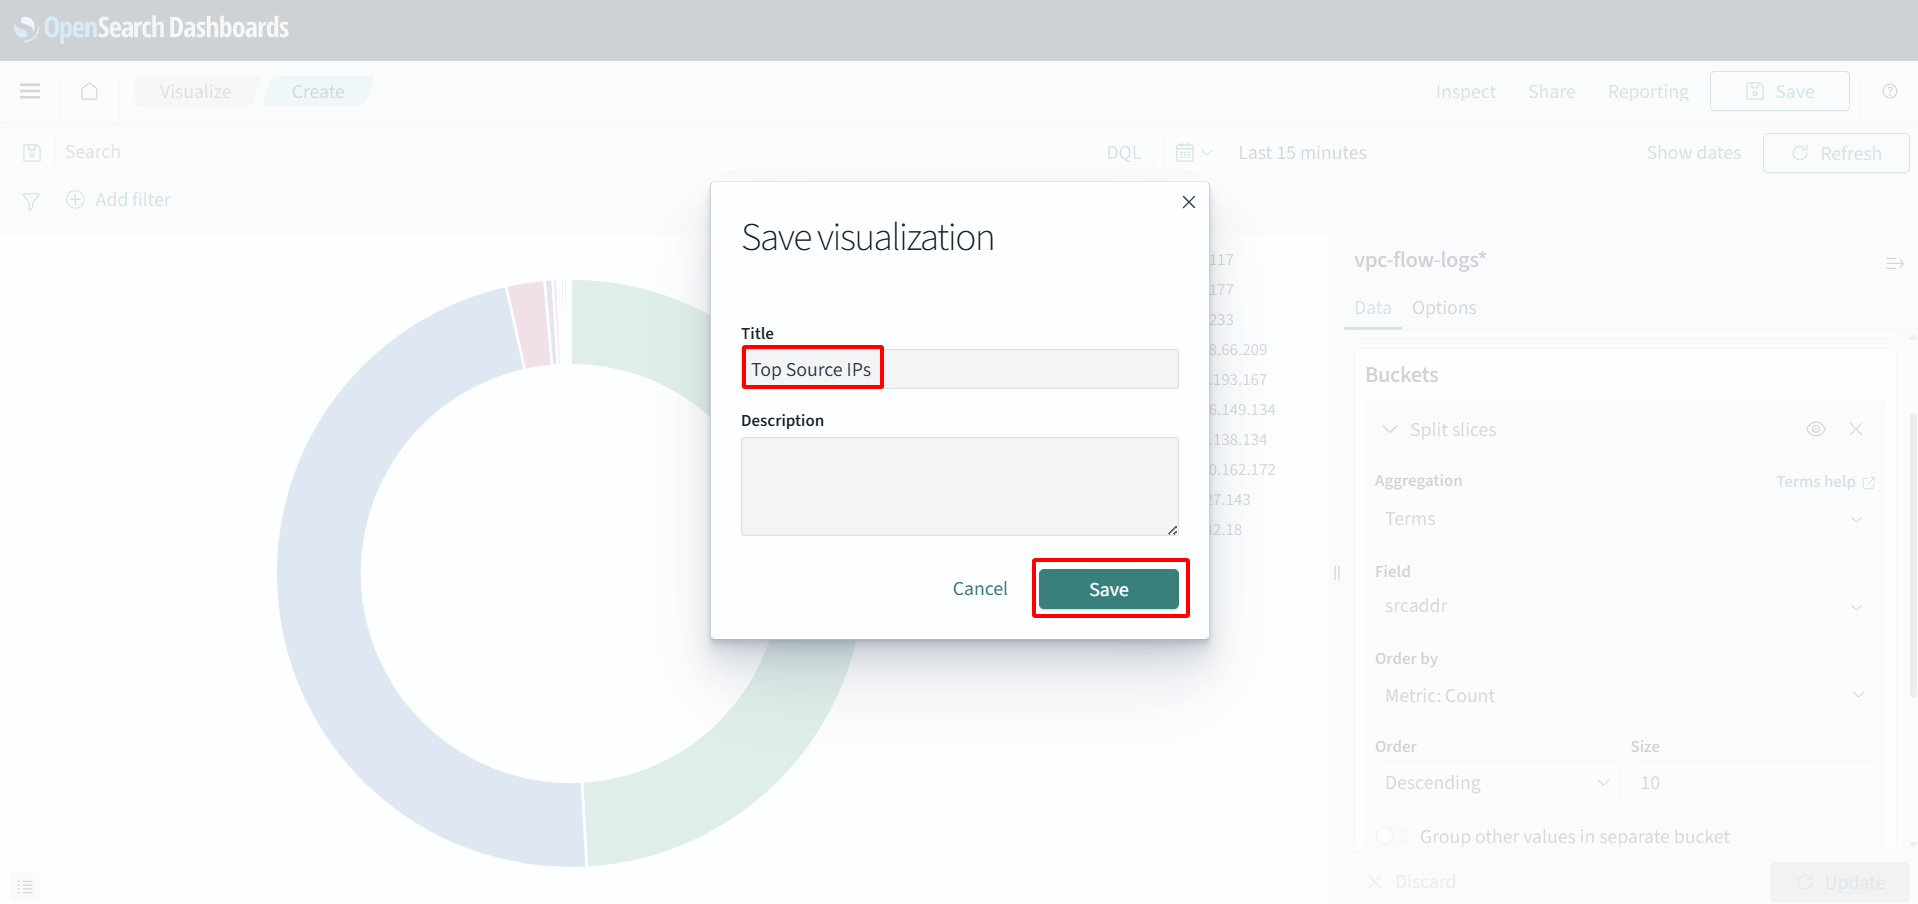 OpenSearch Dashboards
Visualize
Create
Inspect
Share
Reporting
Save
Search
DQL
Last 15 minutes
Show dates
Refresh
Add filter
Save visualization
Title
Top Source IPs
Description
Cancel
Save
117
177
233
8.66.209
.193.167
6.149.134
.138.134
0.162.172
27.143
42.18
vpc-flow-logs*
Data
Options
Buckets
Split slices
Aggregation
Terms help
Terms
Field
srcaddr
Order by
Metric: Count
Order
Size
Descending
10
Group other values in separate bucket
Discard
Update